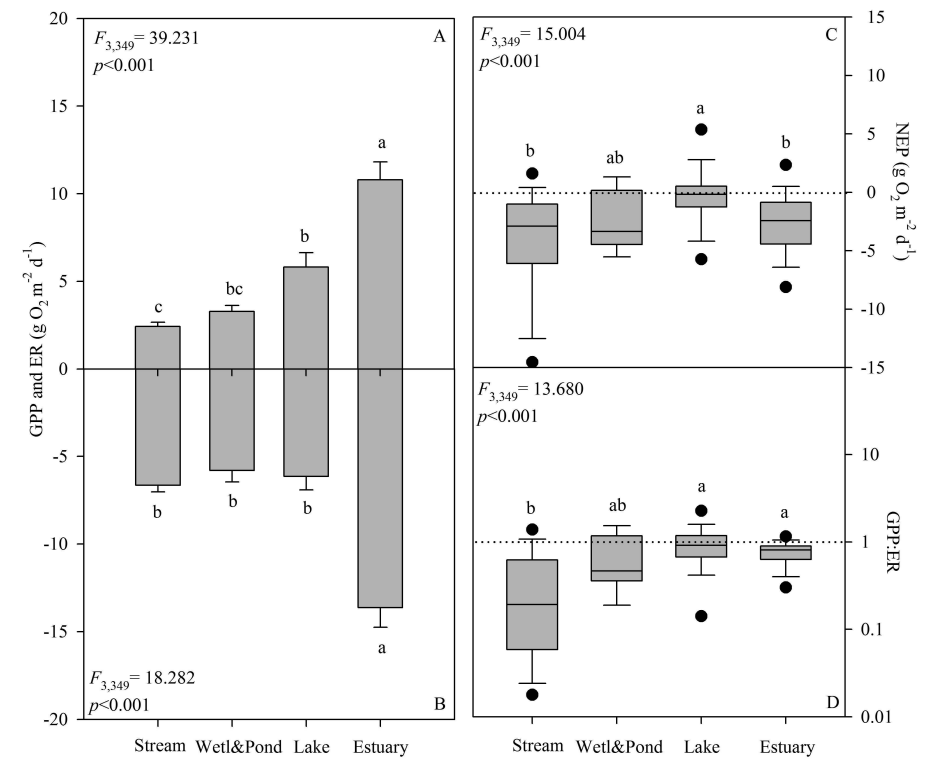 GPP and ER (g O₂ m⁻² d⁻¹)
20
15
10
5
0
-5
-10
-15
-20
F₃,₃₄₉= 39.231
p<0.001
A
c
bc
b
a
b
b
b
a
F₃,₃₄₉= 18.282
p<0.001
B
Stream Wetl&Pond Lake Estuary
F₃,₃₄₉= 15.004
p<0.001
C
b
ab
a
b
15
10
5
0
-5
-10
-15
NEP (g O₂ m⁻² d⁻¹)
F₃,₃₄₉= 13.680
p<0.001
b
ab
a
a
D
10
1
0.1
0.01
GPP:ER
Stream Wetl&Pond Lake Estuary